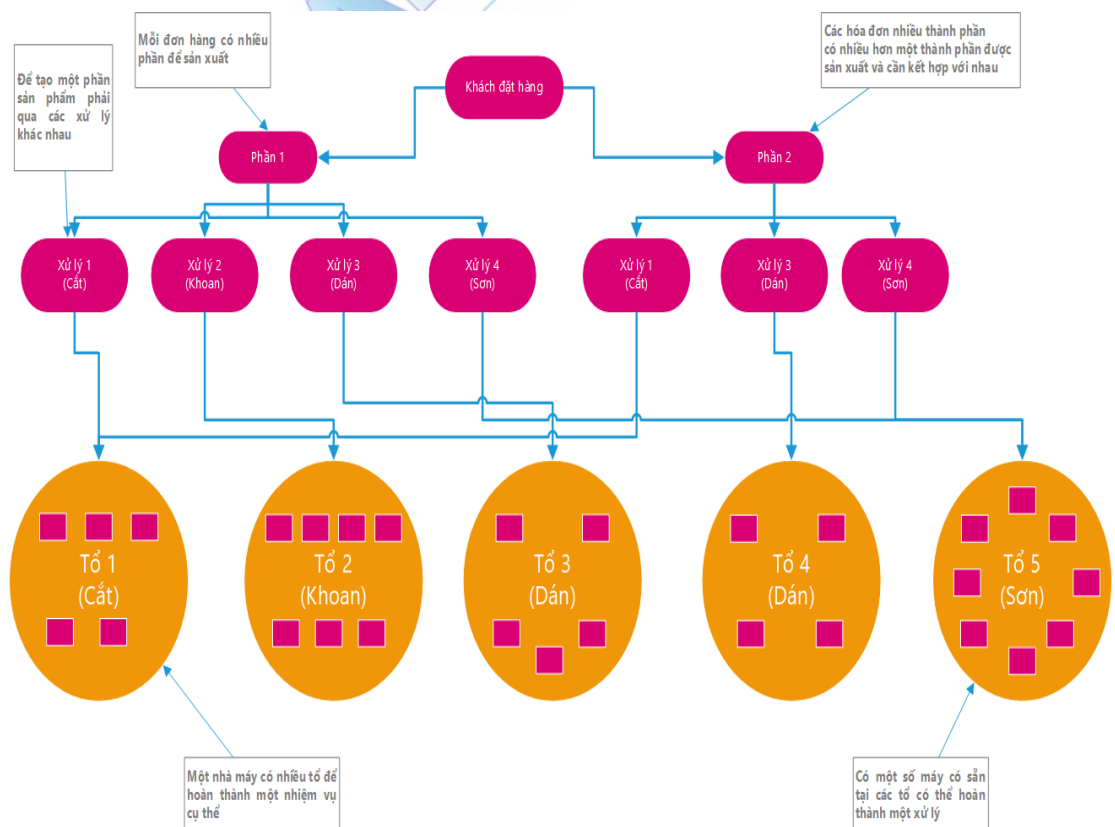 Mỗi đơn hàng có nhiều
phần để sản xuất
Các hóa đơn nhiều thành phần
có nhiều hơn một thành phần được
sản xuất và cần kết hợp với nhau
Để tạo một phần
sản phẩm phải
qua các xử lý
khác nhau
Khách đặt hàng
Phần 1
Phần 2
Xử lý 1
(Cắt)
Xử lý 2
(Khoan)
Xử lý 3
(Dán)
Xử lý 4
(Sơn)
Xử lý 1
(Cắt)
Xử lý 3
(Dán)
Xử lý 4
(Sơn)
Tổ 1
(Cắt)
Tổ 2
(Khoan)
Tổ 3
(Dán)
Tổ 4
(Dán)
Tổ 5
(Sơn)
Một nhà máy có nhiều tổ để
hoàn thành một nhiệm vụ
cụ thể
Có một số máy có sẵn
tại các tổ có thể hoàn
thành một xử lý